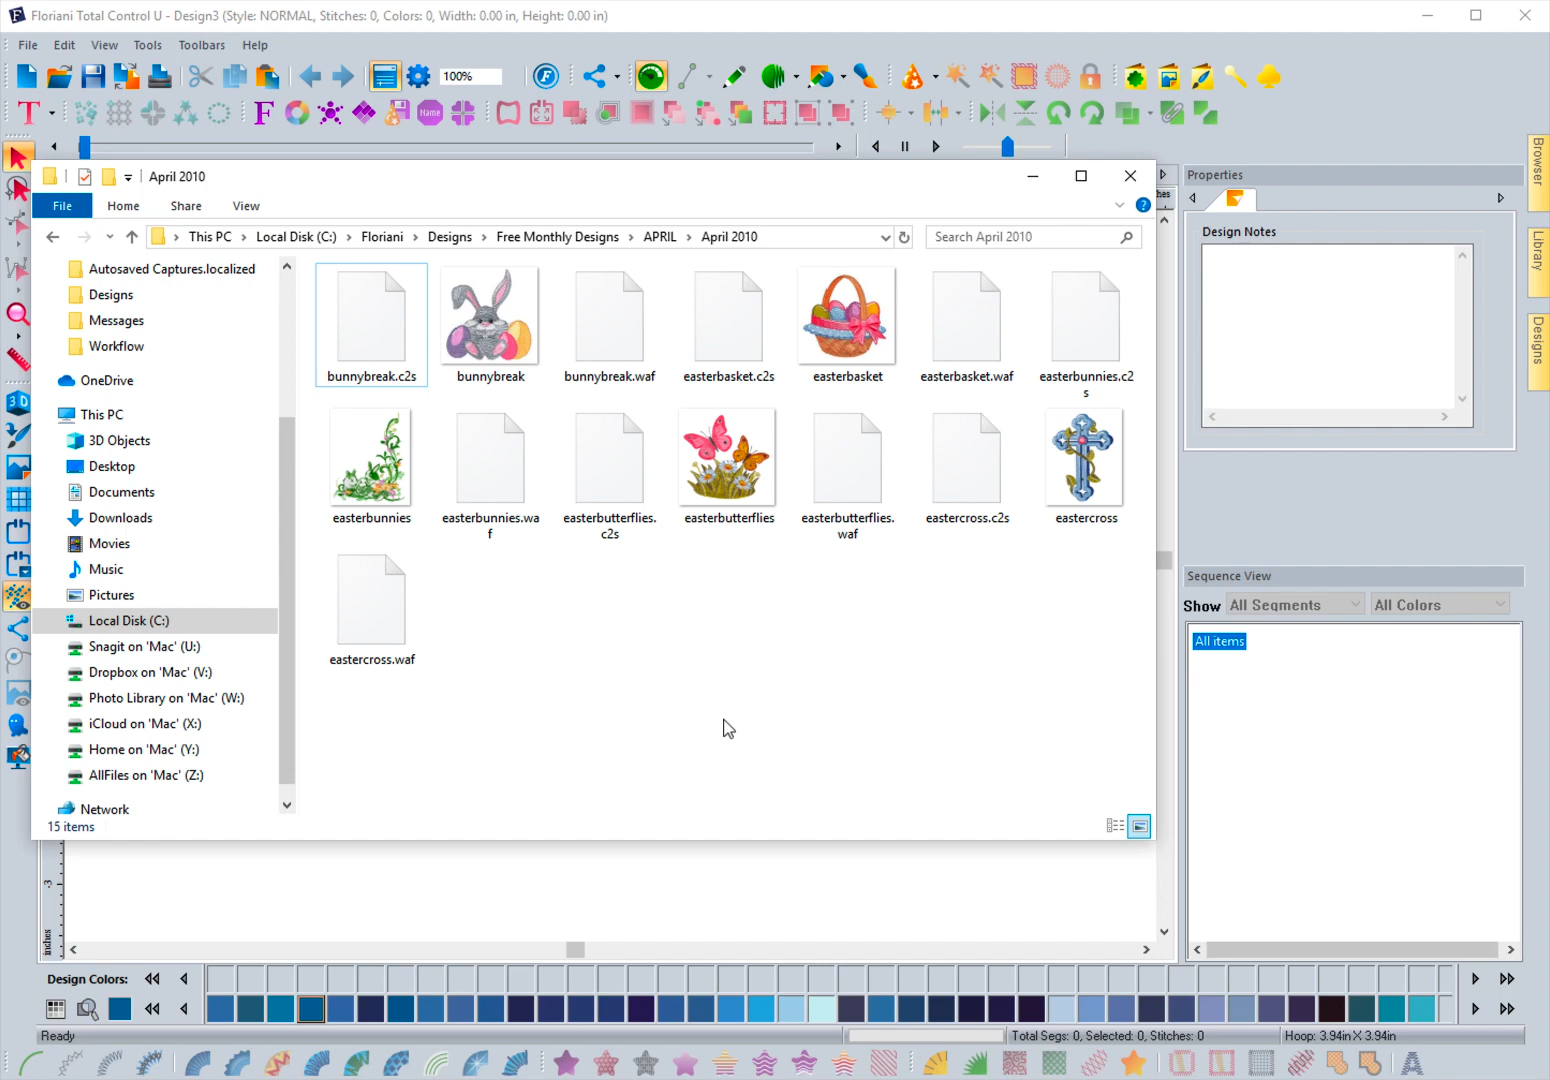 Floriani Total Control U - Design3 (Style: NORMAL, Stitches: 0, Colors: 0, Width: 0.00 in, Height: 0.00 in)
File Edit View Tools Toolbars Help
100%
Name
April 2010
File Home Share View
This PC > Local Disk (C:) > Floriani > Designs > Free Monthly Designs > APRIL > April 2010
Search April 2010
Autosaved Captures.localized
Designs
Messages
Workflow
OneDrive
This PC
3D Objects
Desktop
Documents
Downloads
Movies
Music
Pictures
Local Disk (C:)
Snagit on 'Mac' (U:)
Dropbox on 'Mac' (V:)
Photo Library on 'Mac' (W:)
iCloud on 'Mac' (X:)
Home on 'Mac' (Y:)
AllFiles on 'Mac' (Z:)
Network
15 items
bunnybreak.c2s
bunnybreak
bunnybreak.waf
easterbasket.c2s
easterbasket
easterbasket.waf
easterbunnies.c2
s
easterbunnies
easterbunnies.wa
f
easterbutterflies.
c2s
easterbutterflies
easterbutterflies.
waf
eastercross.c2s
eastercross
eastercross.waf
hes
Properties
Design Notes
Browser
Library
Designs
Sequence View
Show All Segments All Colors
All items
3D
-3
inches
Design Colors:
Ready
Total Segs: 0, Selected: 0, Stitches: 0
Hoop: 3.94in X 3.94in